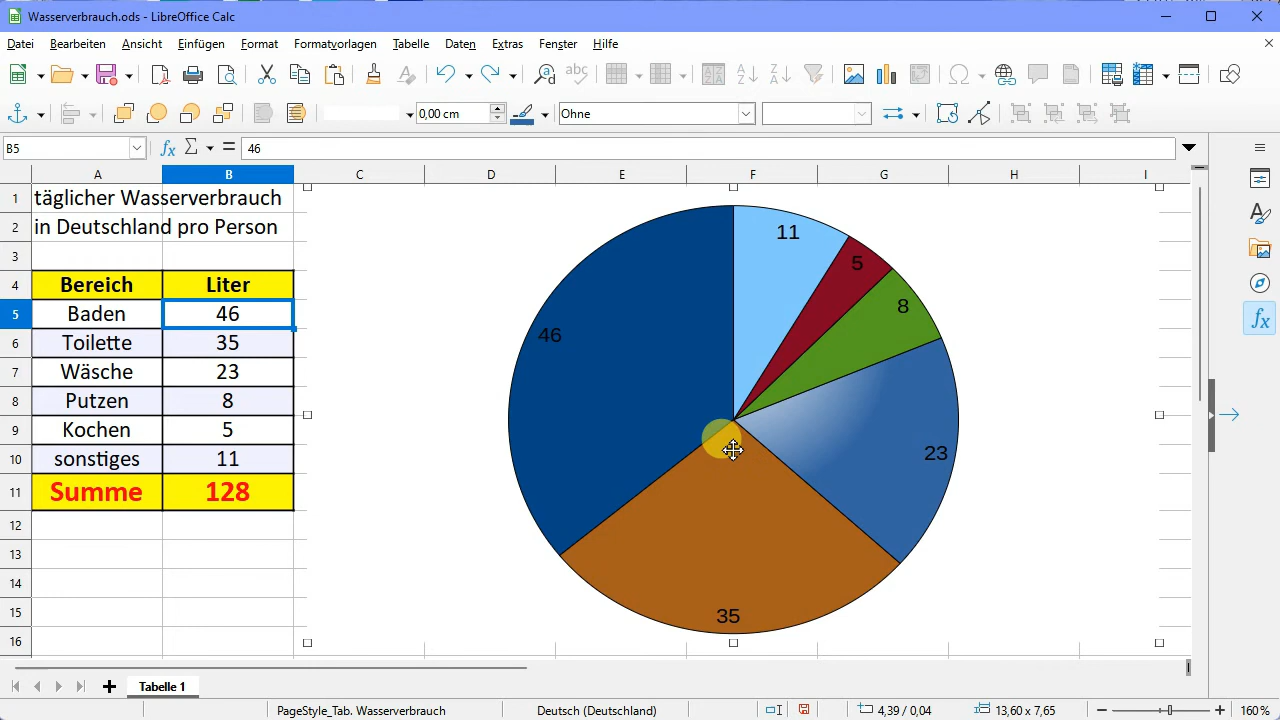 Wasserverbrauch.ods - LibreOffice Calc
Datei Bearbeiten Ansicht Einfügen Format Formatvorlagen Tabelle Daten Extras Fenster Hilfe
0,00 cm Ohne
B5 46
A B C D E F G H I
1 täglicher Wasserverbrauch
2 in Deutschland pro Person
3
4 Bereich Liter
5 Baden 46
6 Toilette 35
7 Wäsche 23
8 Putzen 8
9 Kochen 5
10 sonstiges 11
11 Summe 128
12
13
14
15
16
11
5
8
46
23
35
Tabelle 1
PageStyle_Tab. Wasserverbrauch Deutsch (Deutschland) 4,39 / 0,04 13,60 x 7,65 160%